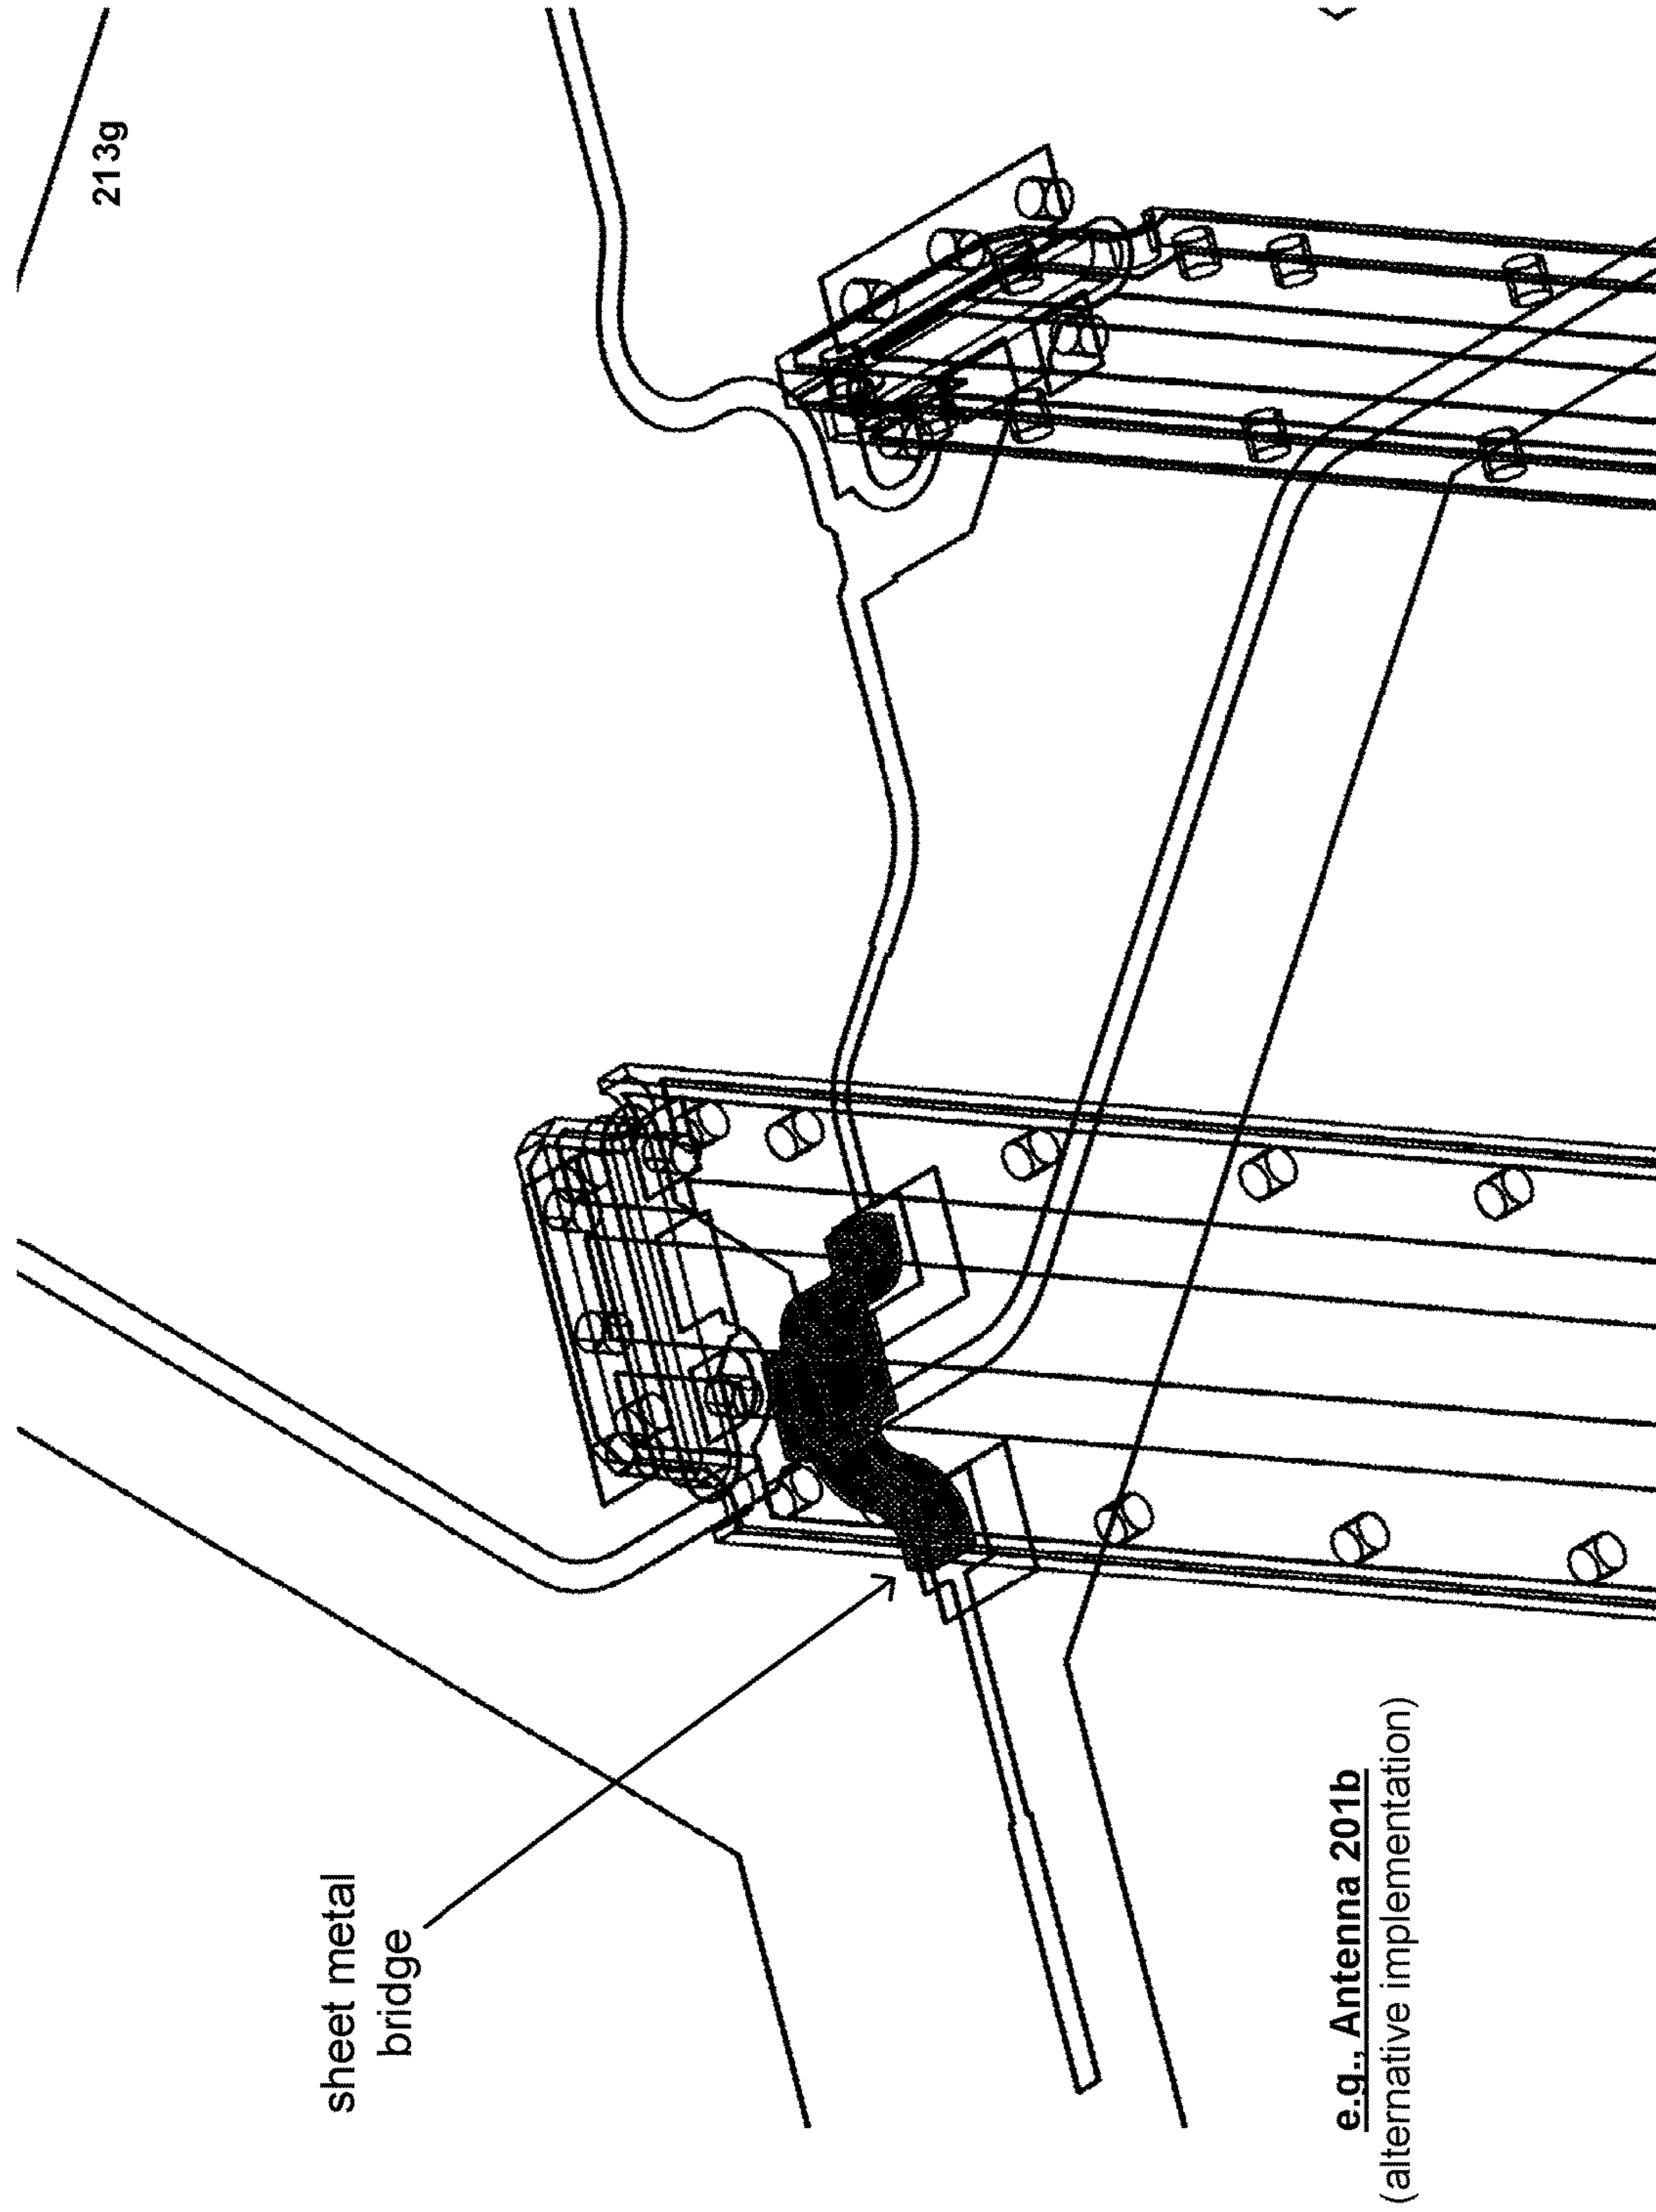 213g
sheet metal
bridge
e.g., Antenna 201b
(alternative implementation)